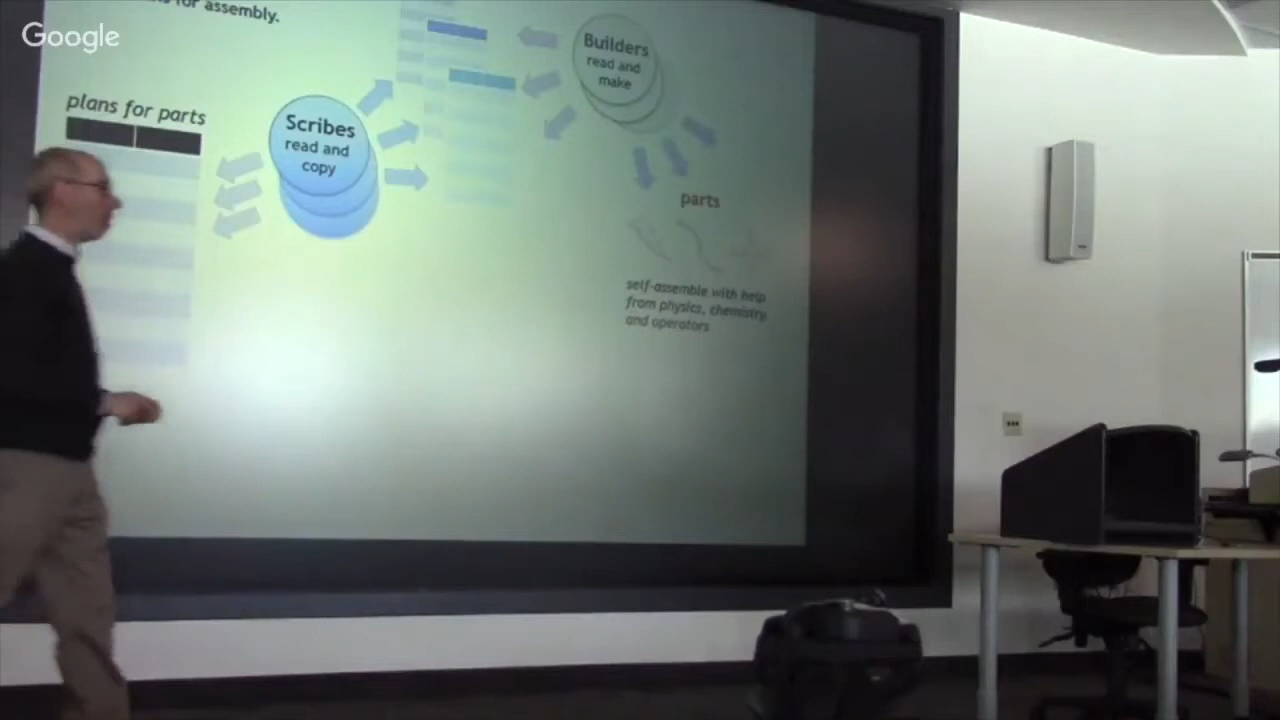 for assembly.
Google
Builders
read and
make
plans for parts
Scribes
read and
copy
parts
self-assemble with help
from physics, chemistry,
and operators